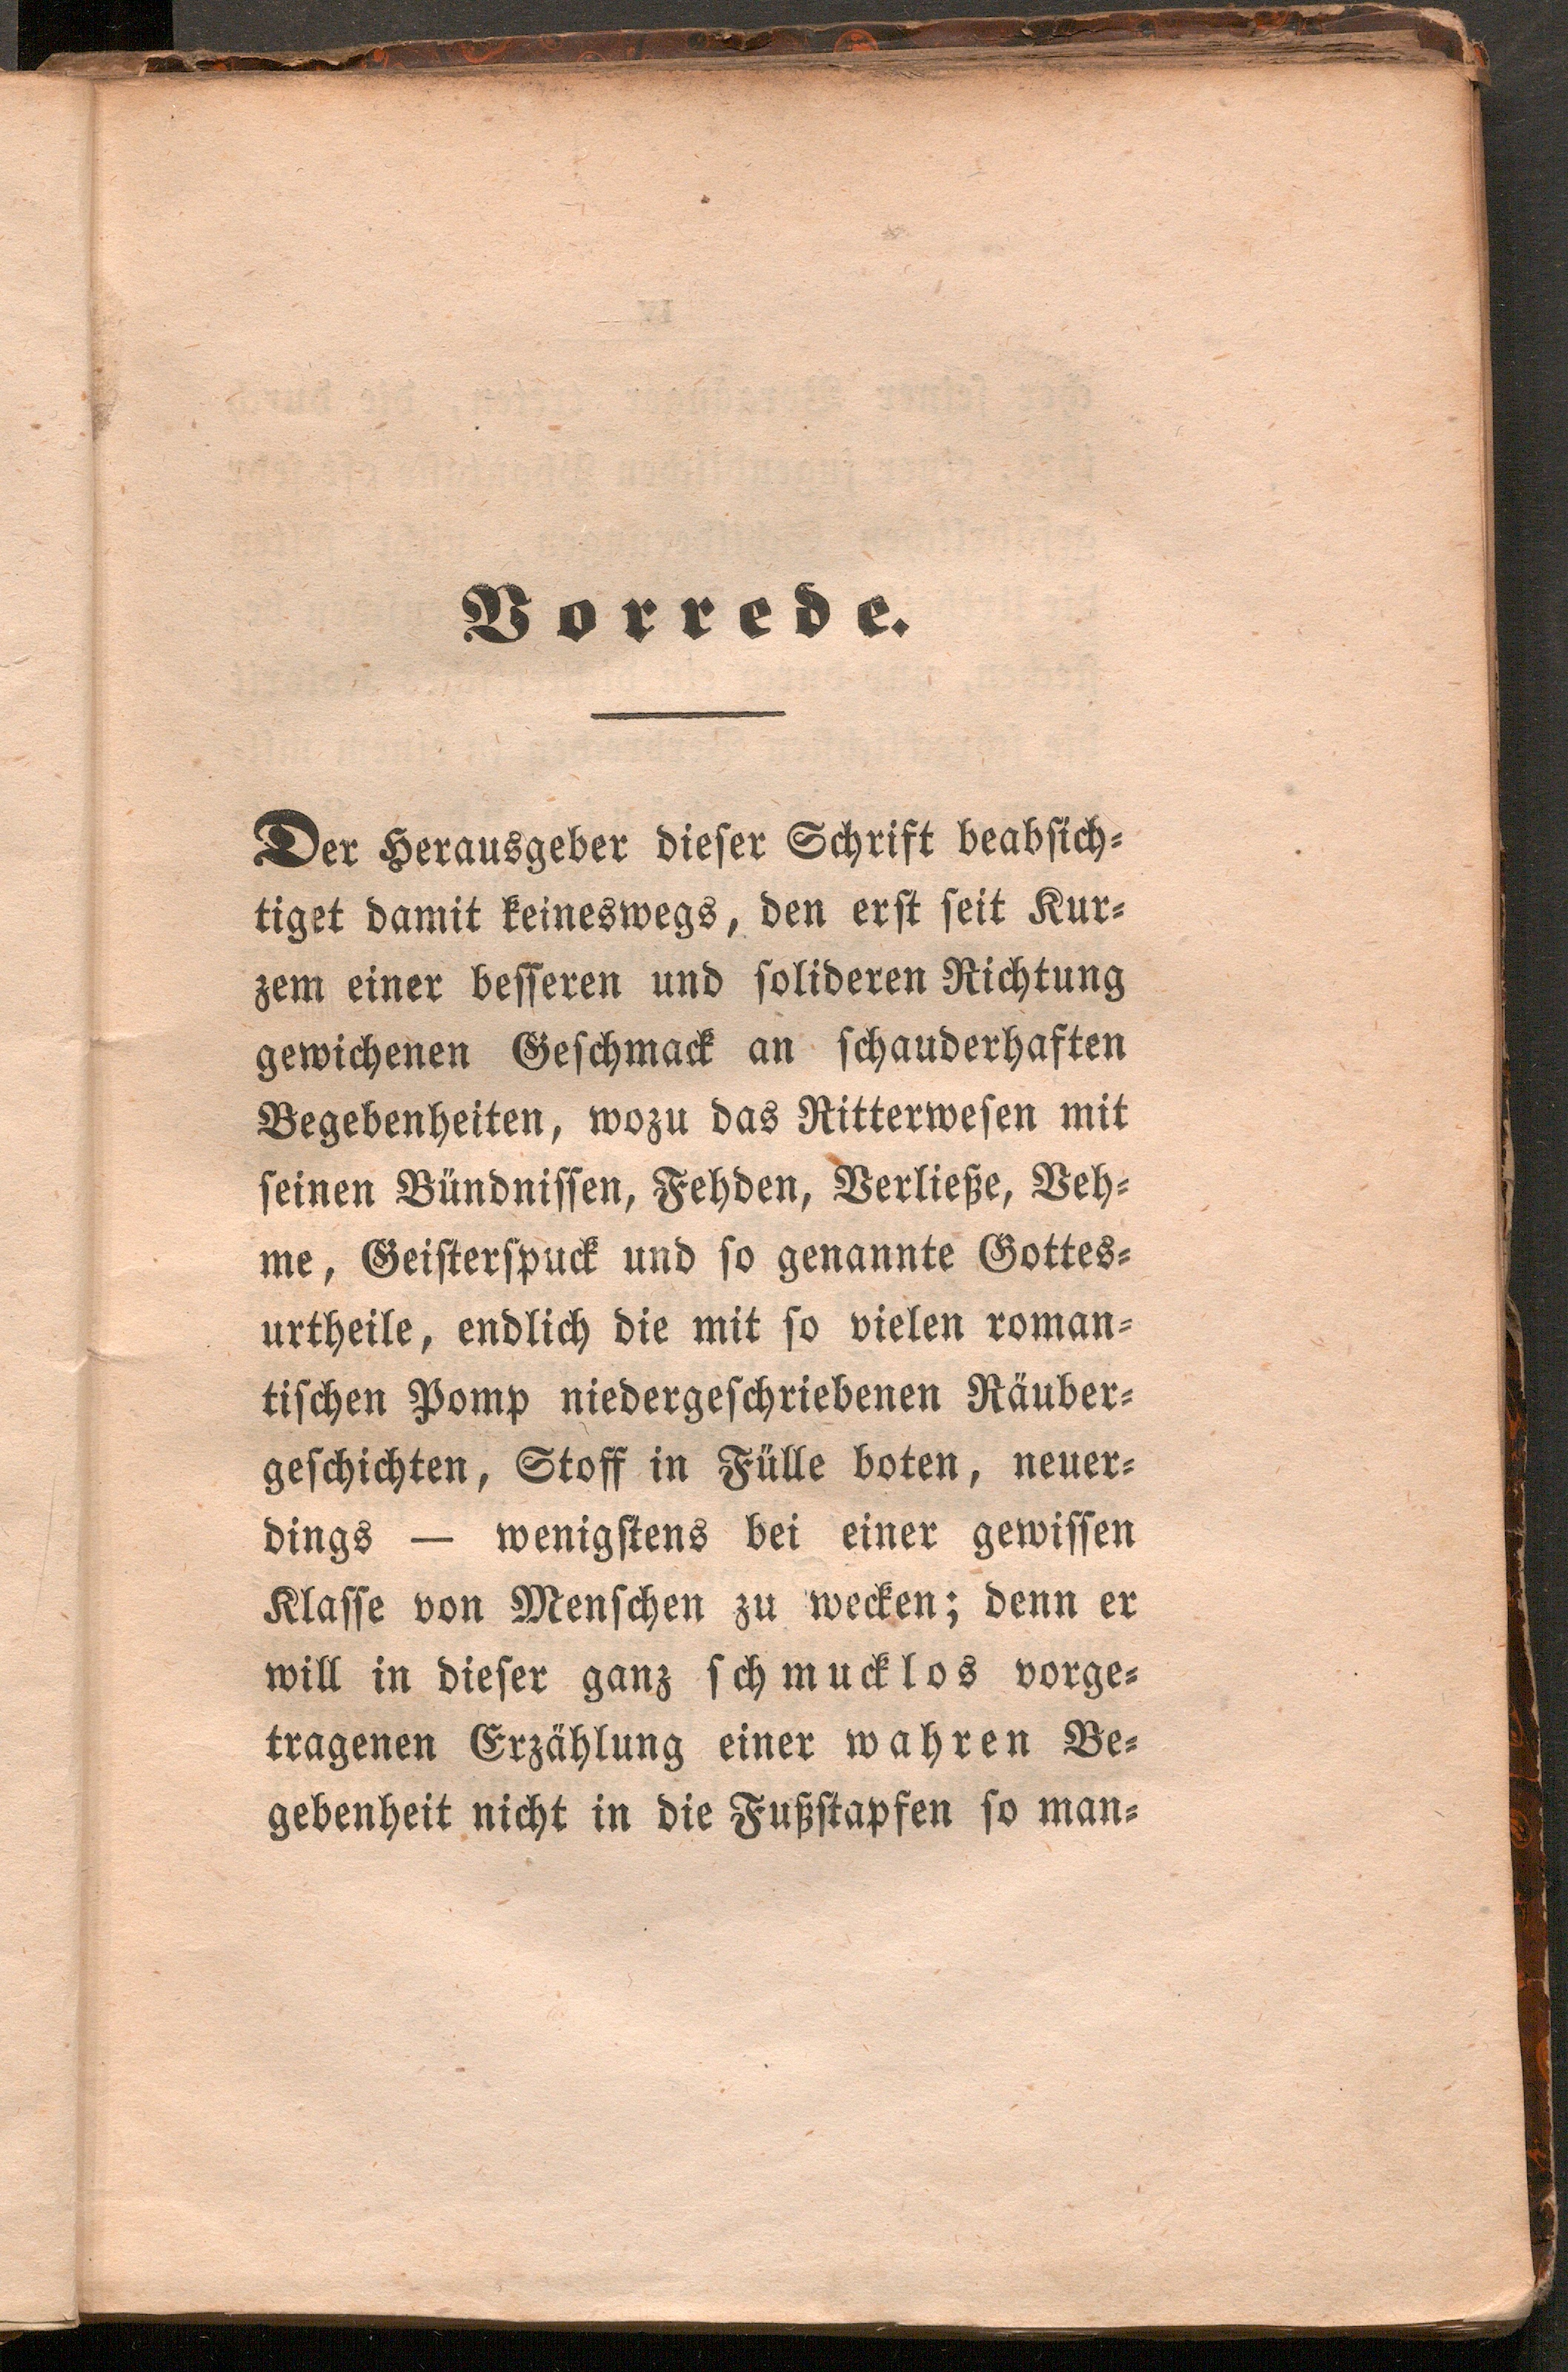 Vorrede.
Der Herausgeber dieser Schrift beabsich-
tiget damit keineswegs, den erst seit Kur-
zem einer besseren und solideren Richtung
gewichenen Geschmack an schauderhaften
Begebenheiten, wozu das Ritterwesen mit
seinen Bündnissen, Fehden, Verließe, Veh-
me, Geisterspuck und so genannte Gottes-
urtheile, endlich die mit so vielen roman-
tischen Pomp niedergeschriebenen Räuber-
geschichten, Stoff in Fülle boten, neuer-
dings — wenigstens bei einer gewissen
Klasse von Menschen zu wecken; denn er
will in dieser ganz schmucklos vorge-
tragenen Erzählung einer wahren Be-
gebenheit nicht in die Fußstapfen so man-